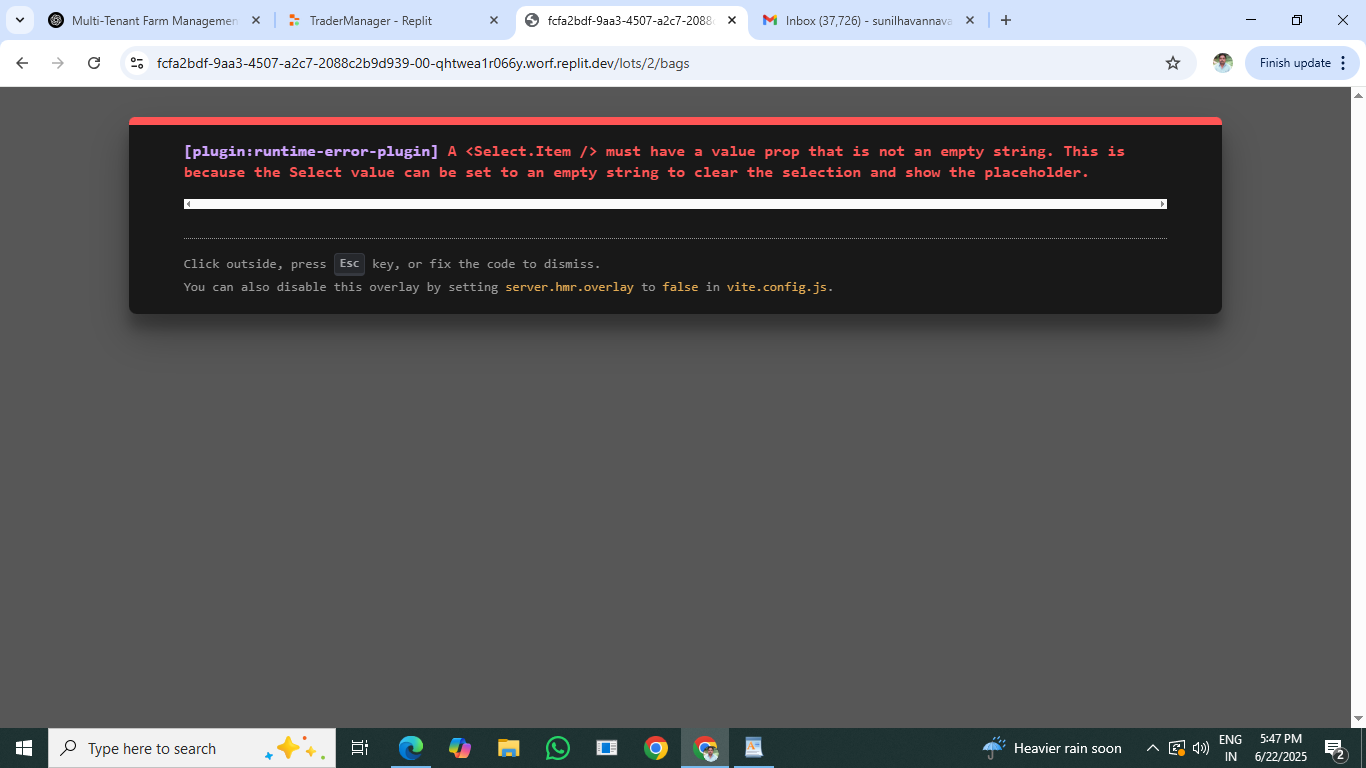 Multi-Tenant Farm Managemen
TraderManager - Replit
fcfa2bdf-9aa3-4507-a2c7-2088
Inbox (37,726) - sunilhavannava
fcfa2bdf-9aa3-4507-a2c7-2088c2b9d939-00-qhtwea1r066y.worf.replit.dev/lots/2/bags
Finish update
[plugin:runtime-error-plugin] A <Select.Item /> must have a value prop that is not an empty string. This is
because the Select value can be set to an empty string to clear the selection and show the placeholder.
Click outside, press Esc key, or fix the code to dismiss.
You can also disable this overlay by setting server.hmr.overlay to false in vite.config.js.
Type here to search
Heavier rain soon
ENG
IN
5:47 PM
6/22/2025
2